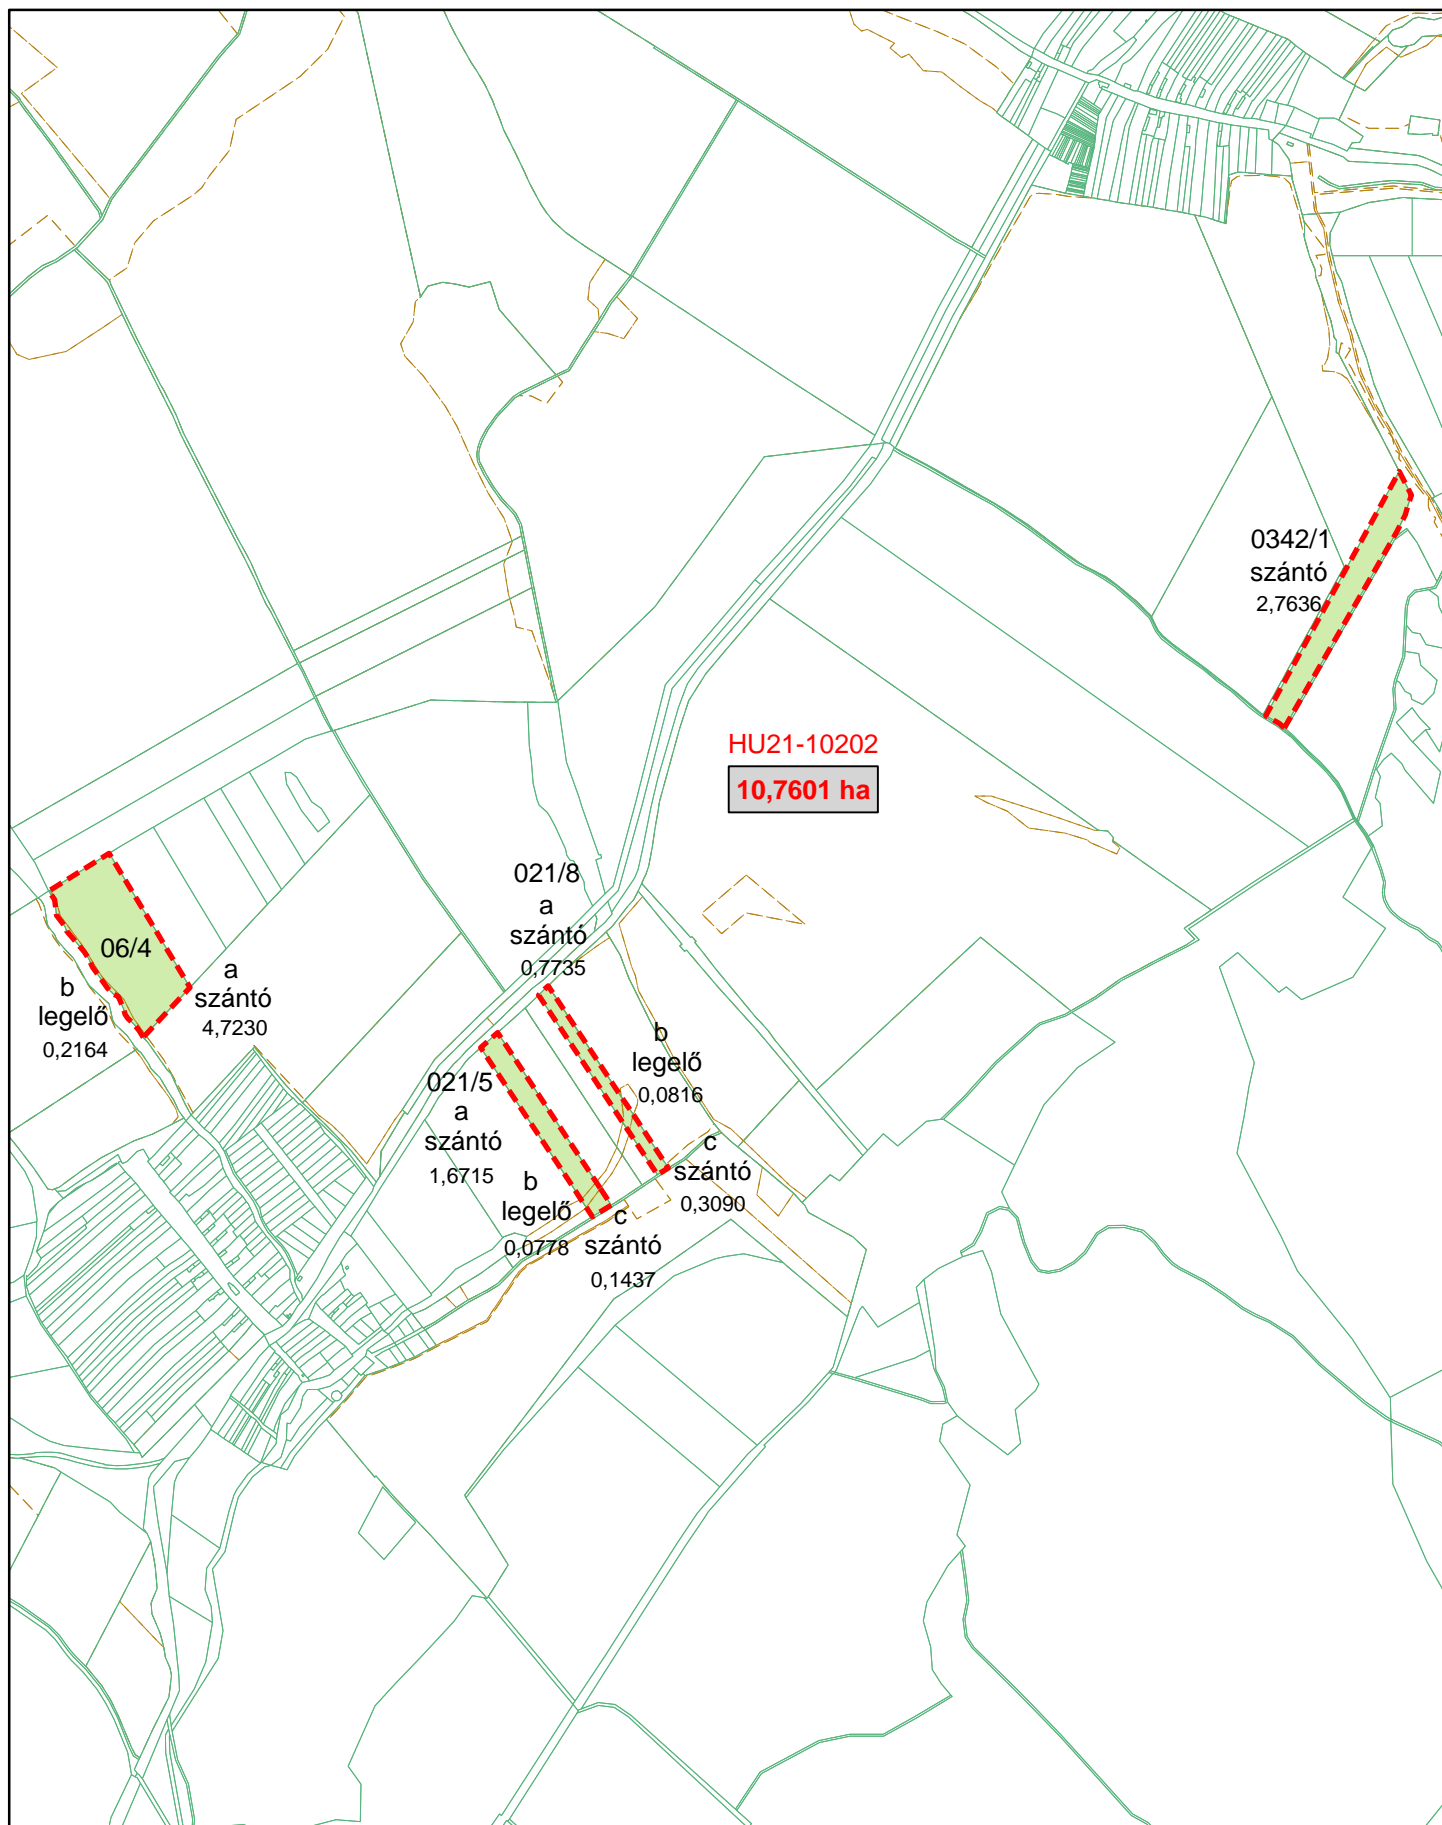 0342/1
szántó
2,7636
HU21-10202
10,7601 ha
021/8
a
szántó
0,7735
06/4
a
szántó
4,7230
b
legelő
0,2164
b
legelő
0,0816
021/5
a
szántó
1,6715
c
szántó
0,3090
b
legelő
0,0778
c
szántó
0,1437